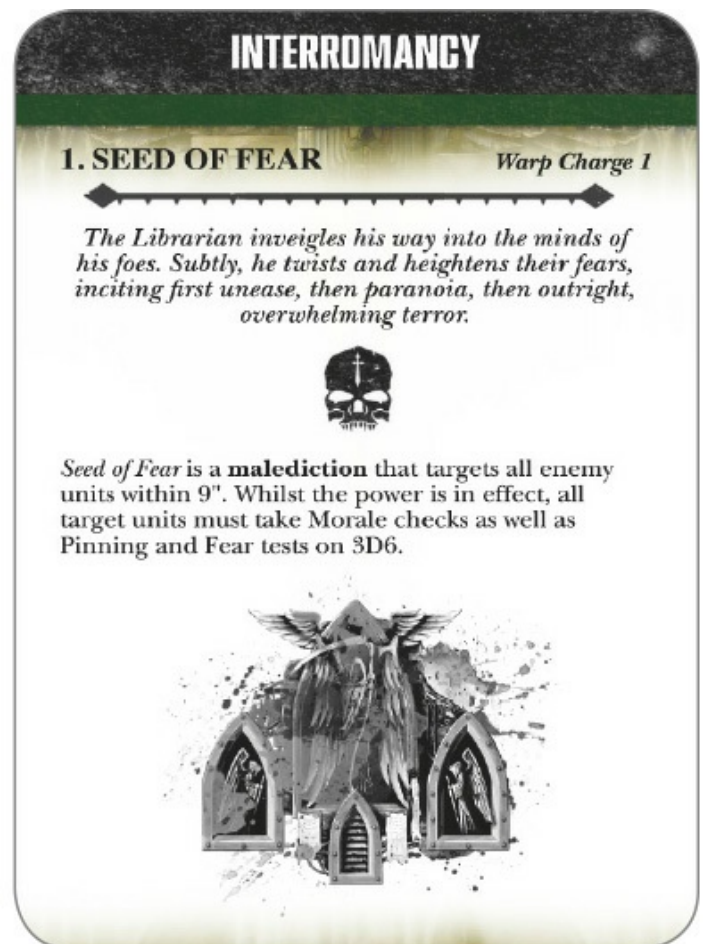 INTERROMANCY
1. SEED OF FEAR Warp Charge 1
The Librarian inveigles his way into the minds of
his foes. Subtly, he twists and heightens their fears,
inciting first unease, then paranoia, then outright,
overwhelming terror.
Seed of Fear is a malediction that targets all enemy
units within 9". Whilst the power is in effect, all
target units must take Morale checks as well as
Pinning and Fear tests on 3D6.